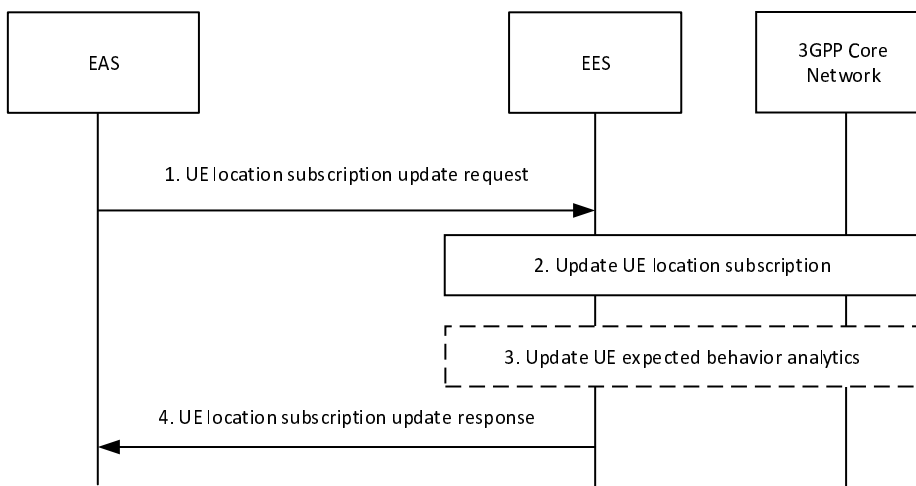 EAS
EES
3GPP Core
Network
1. UE location subscription update request
2. Update UE location subscription
3. Update UE expected behavior analytics
4. UE location subscription update response